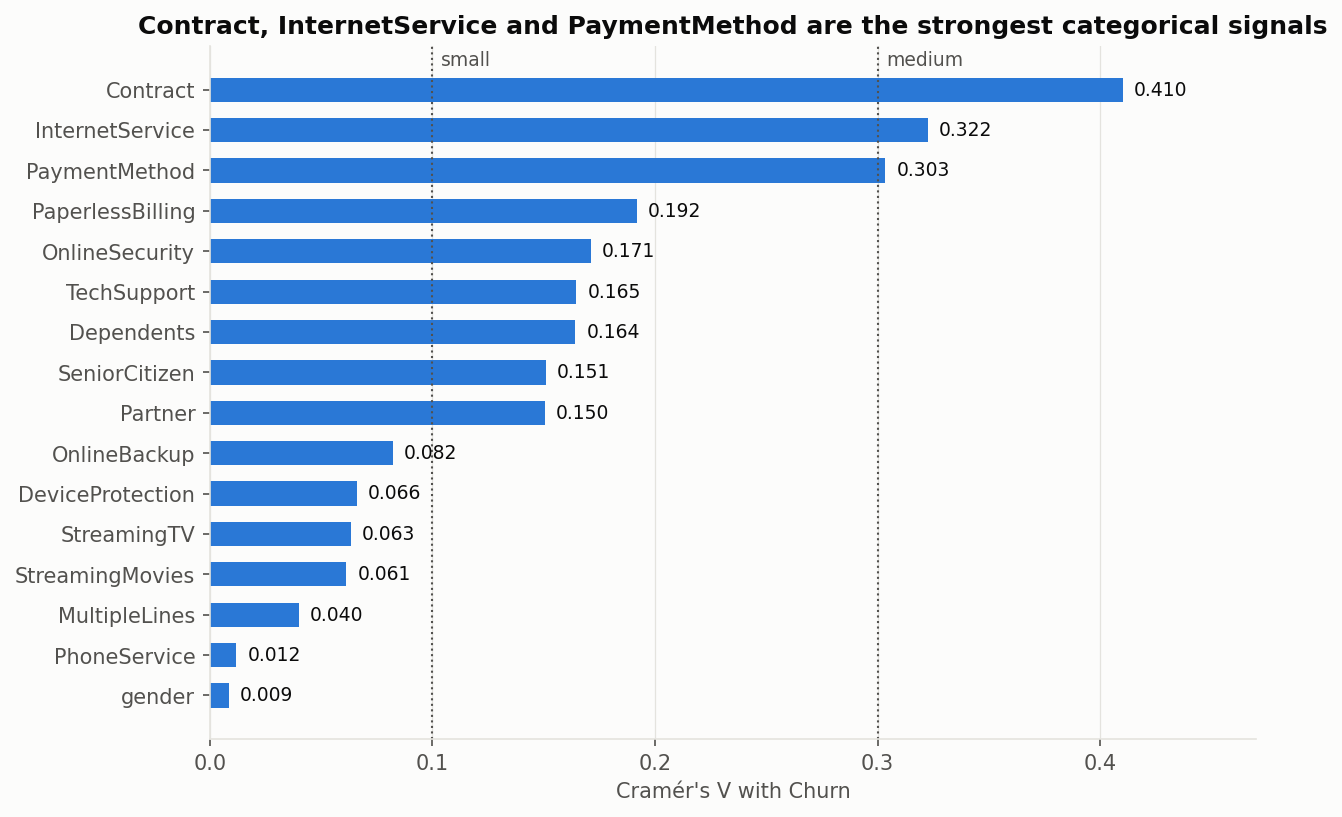 Contract, InternetService and PaymentMethod are the strongest categorical signals
small
medium
Contract 0.410
InternetService 0.322
PaymentMethod 0.303
PaperlessBilling 0.192
OnlineSecurity 0.171
TechSupport 0.165
Dependents 0.164
SeniorCitizen 0.151
Partner 0.150
OnlineBackup 0.082
DeviceProtection 0.066
StreamingTV 0.063
StreamingMovies 0.061
MultipleLines 0.040
PhoneService 0.012
gender 0.009
0.0 0.1 0.2 0.3 0.4
Cramér's V with Churn